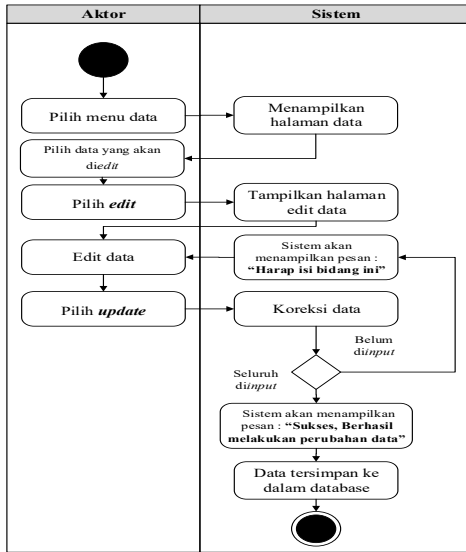 Aktor
Sistem
Pilih menu data
Menampilkan
halaman data
Pilih data yang akan
diedit
Pilih edit
Tampilkan halaman
edit data
Edit data
Sistem akan
menampilkan pesan :
“Harap isi bidang ini”
Pilih update
Koreksi data
Belum
diinput
Seluruh
diinput
Sistem akan menampilkan
pesan : “Sukses, Berhasil
melakukan perubahan data”
Data tersimpan ke
dalam database